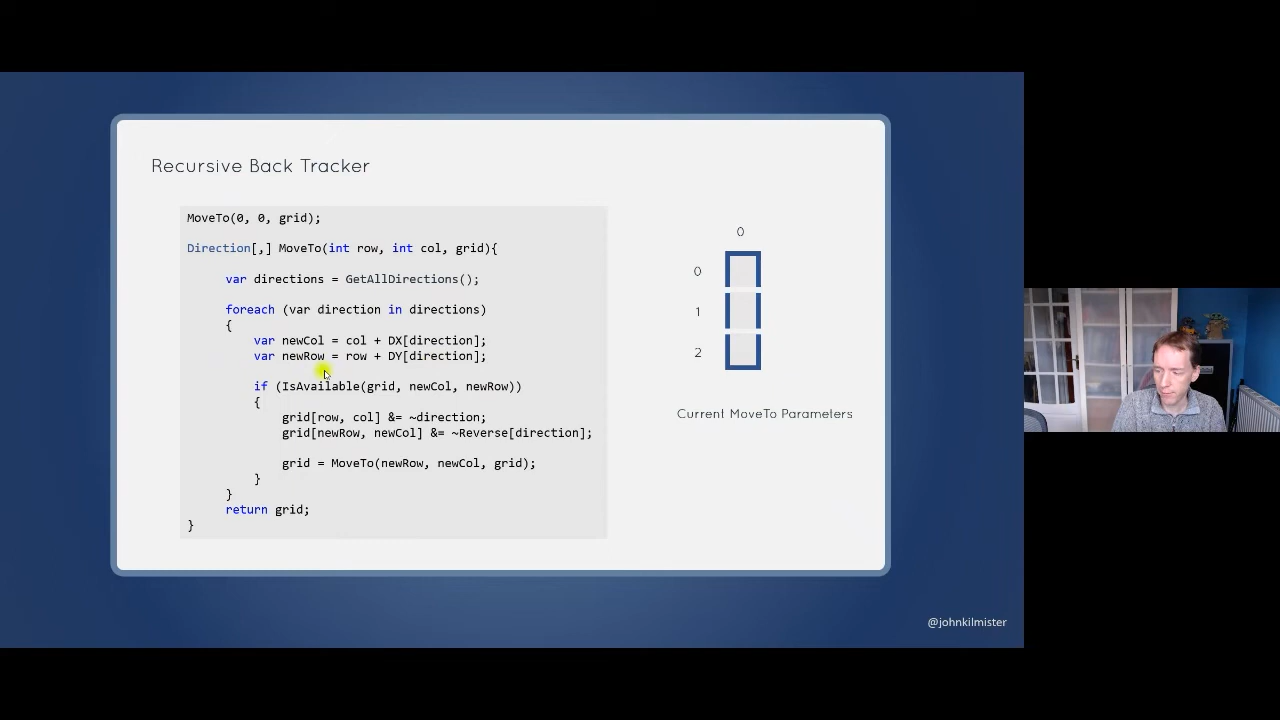 Recursive Back Tracker
MoveTo(0, 0, grid);
Direction[,] MoveTo(int row, int col, grid){
var directions = GetAllDirections();
foreach (var direction in directions)
{
var newCol = col + DX[direction];
var newRow = row + DY[direction];
if (IsAvailable(grid, newCol, newRow))
{
grid[row, col] &= ~direction;
grid[newRow, newCol] &= ~Reverse[direction];
grid = MoveTo(newRow, newCol, grid);
}
}
return grid;
}
0
0
1
2
Current MoveTo Parameters
@johnkilmister